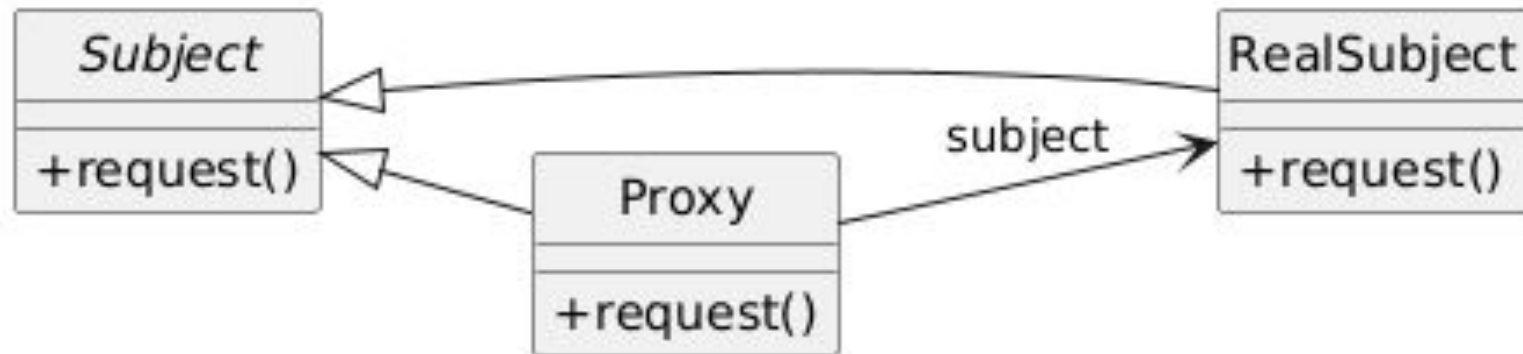 Subject
+request()
Proxy
+request()
subject
RealSubject
+request()